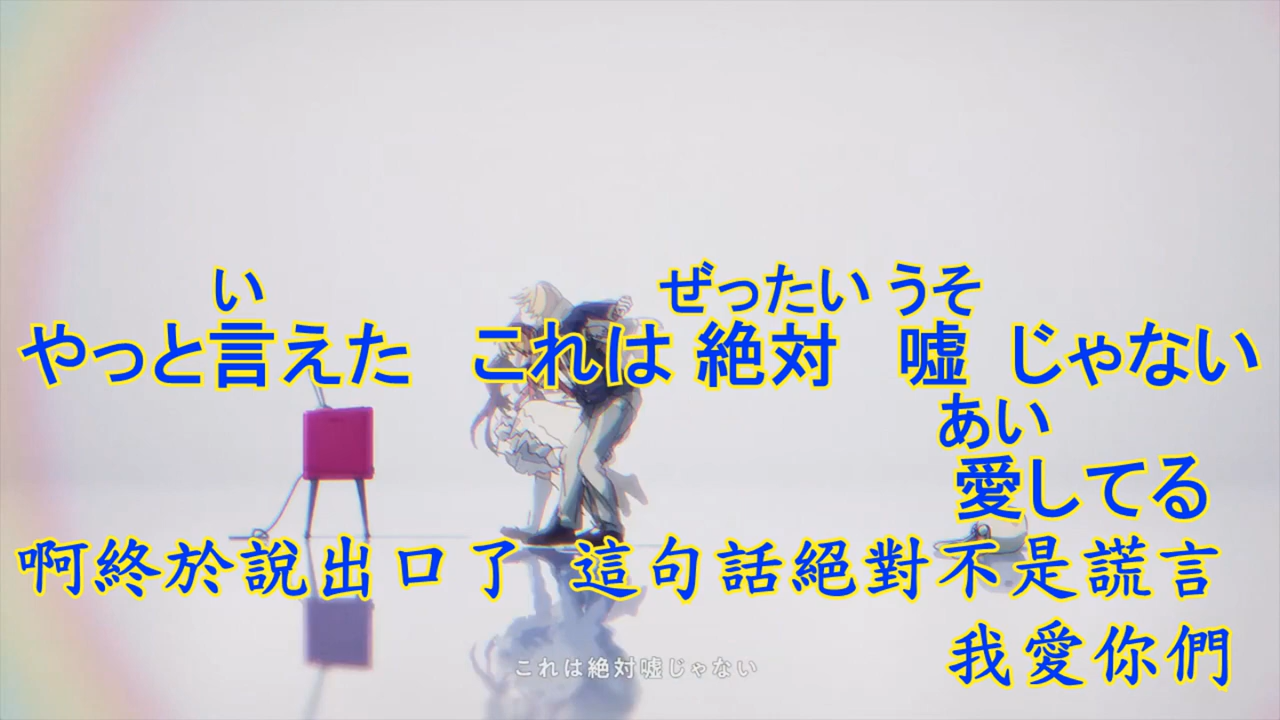 い ぜったい うそ
やっと言えた これは 絶対 嘘 じゃない
あい
愛してる
啊終於說出口了 這句話絕對不是謊言
我愛你們
これは絶対嘘じゃない